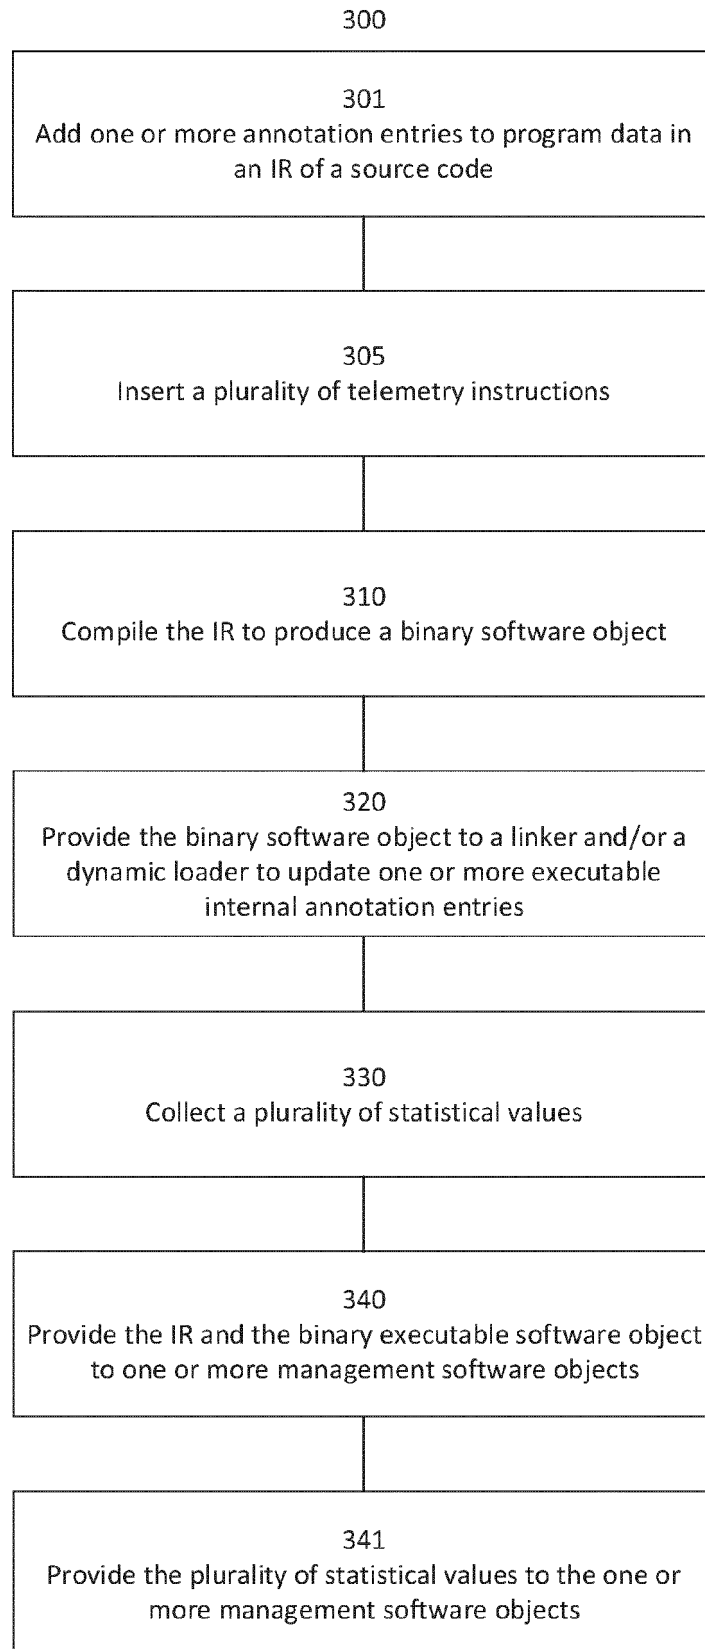 300
301
Add one or more annotation entries to program data in
an IR of a source code
305
Insert a plurality of telemetry instructions
310
Compile the IR to produce a binary software object
320
Provide the binary software object to a linker and/or a
dynamic loader to update one or more executable
internal annotation entries
330
Collect a plurality of statistical values
340
Provide the IR and the binary executable software object
to one or more management software objects
341
Provide the plurality of statistical values to the one or
more management software objects